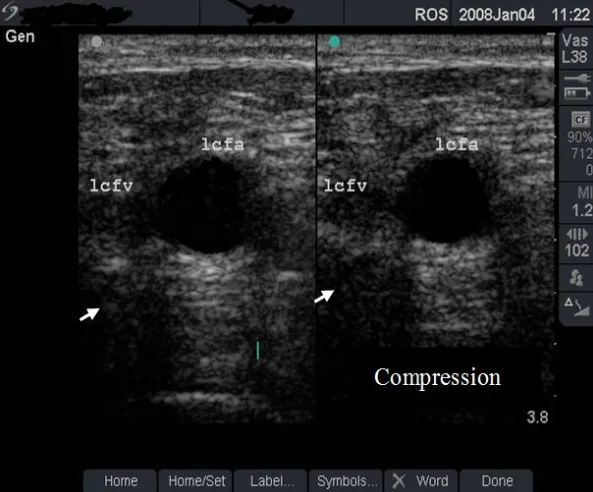 ROS 2008Jan04 11:22
Gen
Vas
L38
CF
90%
712
0
MI
1.2
102
lcfa
lcfv
lcfa
lcfv
Compression
3.8
Home Home/Set Label... Symbols... Word Done